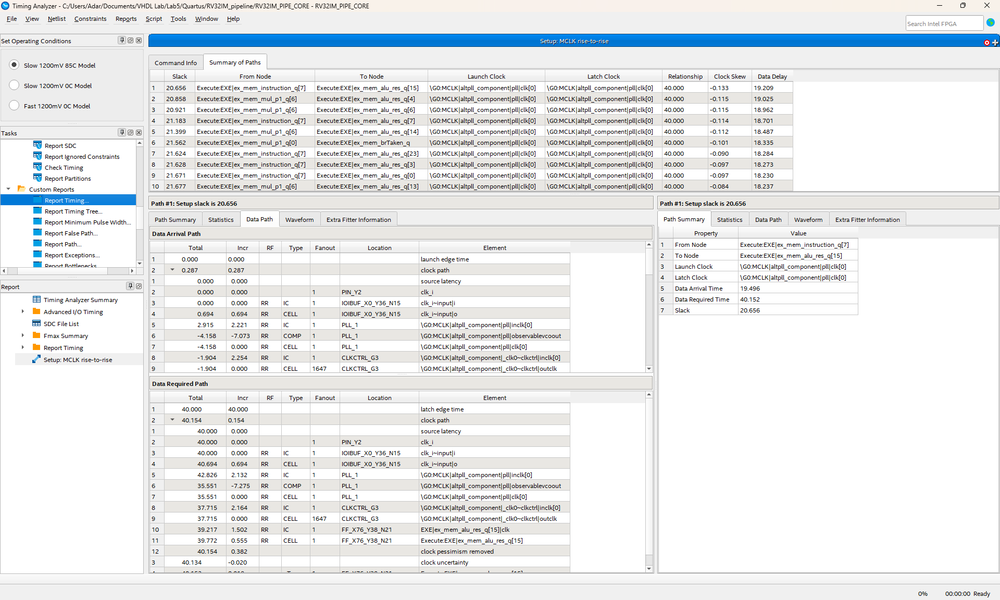 Timing Analyzer - C:/Users/Adar/Documents/VHDL Lab/Lab5/Quartus/RV32IM_pipeline/RV32IM_PIPE_CORE - RV32IM_PIPE_CORE
File View Netlist Constraints Reports Script Tools Window Help
Search Intel FPGA
Set Operating Conditions
Slow 1200mV 85C Model
Slow 1200mV 0C Model
Fast 1200mV 0C Model
Tasks
Report SDC
Report Ignored Constraints
Check Timing
Report Partitions
Custom Reports
Report Timing...
Report Timing Tree...
Report Minimum Pulse Width...
Report False Path...
Report Path...
Report Exceptions...
Report Bottlenecks
Report
Timing Analyzer Summary
Advanced I/O Timing
SDC File List
Fmax Summary
Report Timing
Setup: MCLK rise-to-rise
Setup: MCLK rise-to-rise
Command Info Summary of Paths
Slack From Node To Node Launch Clock Latch Clock Relationship Clock Skew Data Delay
1 20.656 Execute:EXE|ex_mem_instruction_q[7] Execute:EXE|ex_mem_alu_res_q[15] \G0:MCLK|altpll_component|pll|clk[0] \G0:MCLK|altpll_component|pll|clk[0] 40.000 -0.133 19.209
2 20.858 Execute:EXE|ex_mem_mul_p1_q[6] Execute:EXE|ex_mem_alu_res_q[4] \G0:MCLK|altpll_component|pll|clk[0] \G0:MCLK|altpll_component|pll|clk[0] 40.000 -0.115 19.025
3 20.921 Execute:EXE|ex_mem_mul_p1_q[6] Execute:EXE|ex_mem_alu_res_q[6] \G0:MCLK|altpll_component|pll|clk[0] \G0:MCLK|altpll_component|pll|clk[0] 40.000 -0.115 18.962
4 21.183 Execute:EXE|ex_mem_instruction_q[7] Execute:EXE|ex_mem_alu_res_q[7] \G0:MCLK|altpll_component|pll|clk[0] \G0:MCLK|altpll_component|pll|clk[0] 40.000 -0.114 18.701
5 21.399 Execute:EXE|ex_mem_mul_p1_q[6] Execute:EXE|ex_mem_alu_res_q[14] \G0:MCLK|altpll_component|pll|clk[0] \G0:MCLK|altpll_component|pll|clk[0] 40.000 -0.112 18.487
6 21.562 Execute:EXE|ex_mem_mul_p1_q[0] Execute:EXE|ex_mem_brTaken_q \G0:MCLK|altpll_component|pll|clk[0] \G0:MCLK|altpll_component|pll|clk[0] 40.000 -0.101 18.335
7 21.624 Execute:EXE|ex_mem_instruction_q[7] Execute:EXE|ex_mem_alu_res_q[23] \G0:MCLK|altpll_component|pll|clk[0] \G0:MCLK|altpll_component|pll|clk[0] 40.000 -0.090 18.284
8 21.628 Execute:EXE|ex_mem_instruction_q[7] Execute:EXE|ex_mem_alu_res_q[3] \G0:MCLK|altpll_component|pll|clk[0] \G0:MCLK|altpll_component|pll|clk[0] 40.000 -0.097 18.273
9 21.671 Execute:EXE|ex_mem_instruction_q[7] Execute:EXE|ex_mem_alu_res_q[0] \G0:MCLK|altpll_component|pll|clk[0] \G0:MCLK|altpll_component|pll|clk[0] 40.000 -0.097 18.230
10 21.677 Execute:EXE|ex_mem_mul_p1_q[6] Execute:EXE|ex_mem_alu_res_q[13] \G0:MCLK|altpll_component|pll|clk[0] \G0:MCLK|altpll_component|pll|clk[0] 40.000 -0.084 18.237
Path #1: Setup slack is 20.656
Path Summary Statistics Data Path Waveform Extra Fitter Information
Data Arrival Path
Total Incr RF Type Fanout Location Element
1 0.000 0.000 launch edge time
2 0.287 0.287 clock path
1 0.000 0.000 source latency
2 0.000 0.000 1 PIN_Y2 clk_i
3 0.000 0.000 RR IC 1 IOIBUF_X0_Y36_N15 clk_i~input|i
4 0.694 0.694 RR CELL 1 IOIBUF_X0_Y36_N15 clk_i~input|o
5 2.915 2.221 RR IC 1 PLL_1 \G0:MCLK|altpll_component|pll|inclk[0]
6 -4.158 -7.073 RR COMP 1 PLL_1 \G0:MCLK|altpll_component|pll|observablevcoout
7 -4.158 0.000 RR CELL 1 PLL_1 \G0:MCLK|altpll_component|pll|clk[0]
8 -1.904 2.254 RR IC 1 CLKCTRL_G3 \G0:MCLK|altpll_component|_clk0~clkctrl|inclk[0]
9 -1.904 0.000 RR CELL 1647 CLKCTRL_G3 \G0:MCLK|altpll_component|_clk0~clkctrl|outclk
Data Required Path
Total Incr RF Type Fanout Location Element
1 40.000 40.000 latch edge time
2 40.154 0.154 clock path
1 40.000 0.000 source latency
2 40.000 0.000 1 PIN_Y2 clk_i
3 40.000 0.000 RR IC 1 IOIBUF_X0_Y36_N15 clk_i~input|i
4 40.694 0.694 RR CELL 1 IOIBUF_X0_Y36_N15 clk_i~input|o
5 42.826 2.132 RR IC 1 PLL_1 \G0:MCLK|altpll_component|pll|inclk[0]
6 35.551 -7.275 RR COMP 1 PLL_1 \G0:MCLK|altpll_component|pll|observablevcoout
7 35.551 0.000 RR CELL 1 PLL_1 \G0:MCLK|altpll_component|pll|clk[0]
8 37.715 2.164 RR IC 1 CLKCTRL_G3 \G0:MCLK|altpll_component|_clk0~clkctrl|inclk[0]
9 37.715 0.000 RR CELL 1647 CLKCTRL_G3 \G0:MCLK|altpll_component|_clk0~clkctrl|outclk
10 39.217 1.502 RR IC 1 FF_X76_Y38_N21 EXE|ex_mem_alu_res_q[15]|clk
11 39.772 0.555 RR CELL 1 FF_X76_Y38_N21 Execute:EXE|ex_mem_alu_res_q[15]
12 40.154 0.382 clock pessimism removed
3 40.134 -0.020 clock uncertainty
Path #1: Setup slack is 20.656
Path Summary Statistics Data Path Waveform Extra Fitter Information
Property Value
1 From Node Execute:EXE|ex_mem_instruction_q[7]
2 To Node Execute:EXE|ex_mem_alu_res_q[15]
3 Launch Clock \G0:MCLK|altpll_component|pll|clk[0]
4 Latch Clock \G0:MCLK|altpll_component|pll|clk[0]
5 Data Arrival Time 19.496
6 Data Required Time 40.152
7 Slack 20.656
0% 00:00:00 Ready